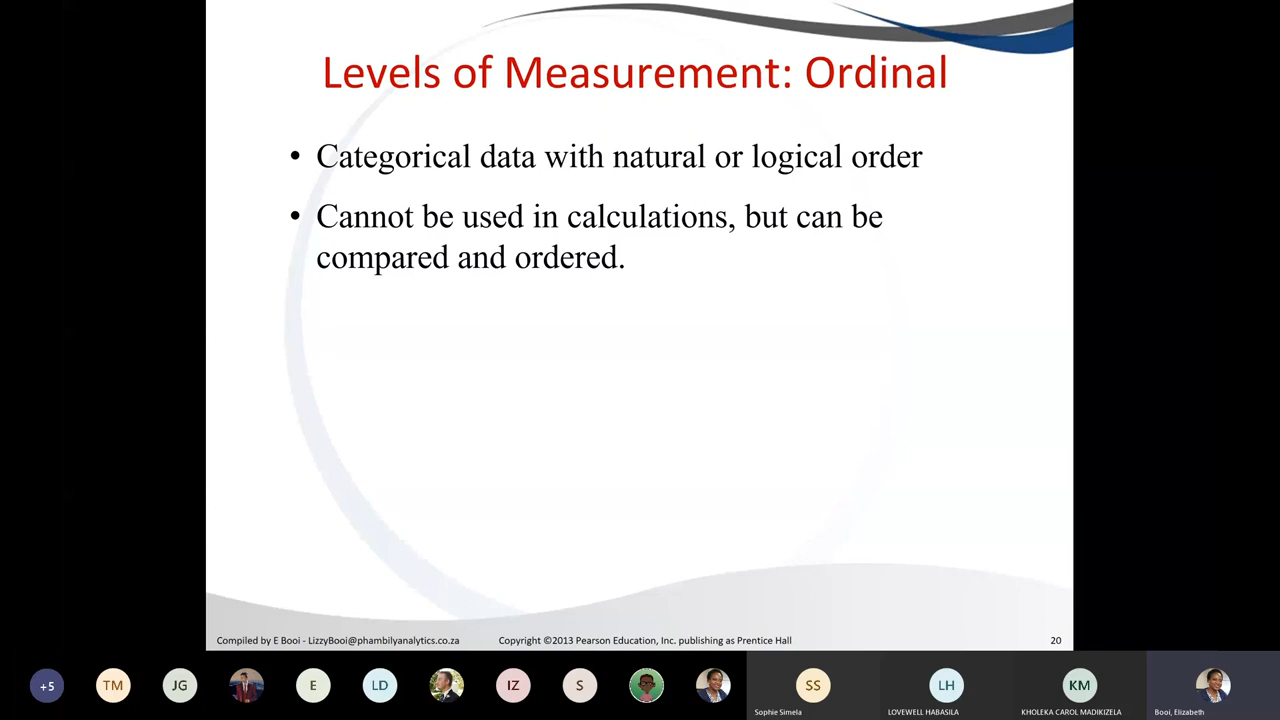 Levels of Measurement: Ordinal
• Categorical data with natural or logical order
• Cannot be used in calculations, but can be
compared and ordered.
Compiled by E Booi - LizzyBooi@phambilyanalytics.co.za Copyright ©2013 Pearson Education, Inc. publishing as Prentice Hall 20
+5 TM JG E LD IZ S SS LH KM
Sophie Simela LOVEWELL HABASILA KHOLEKA CAROL MADIKIZELA Booi, Elizabeth